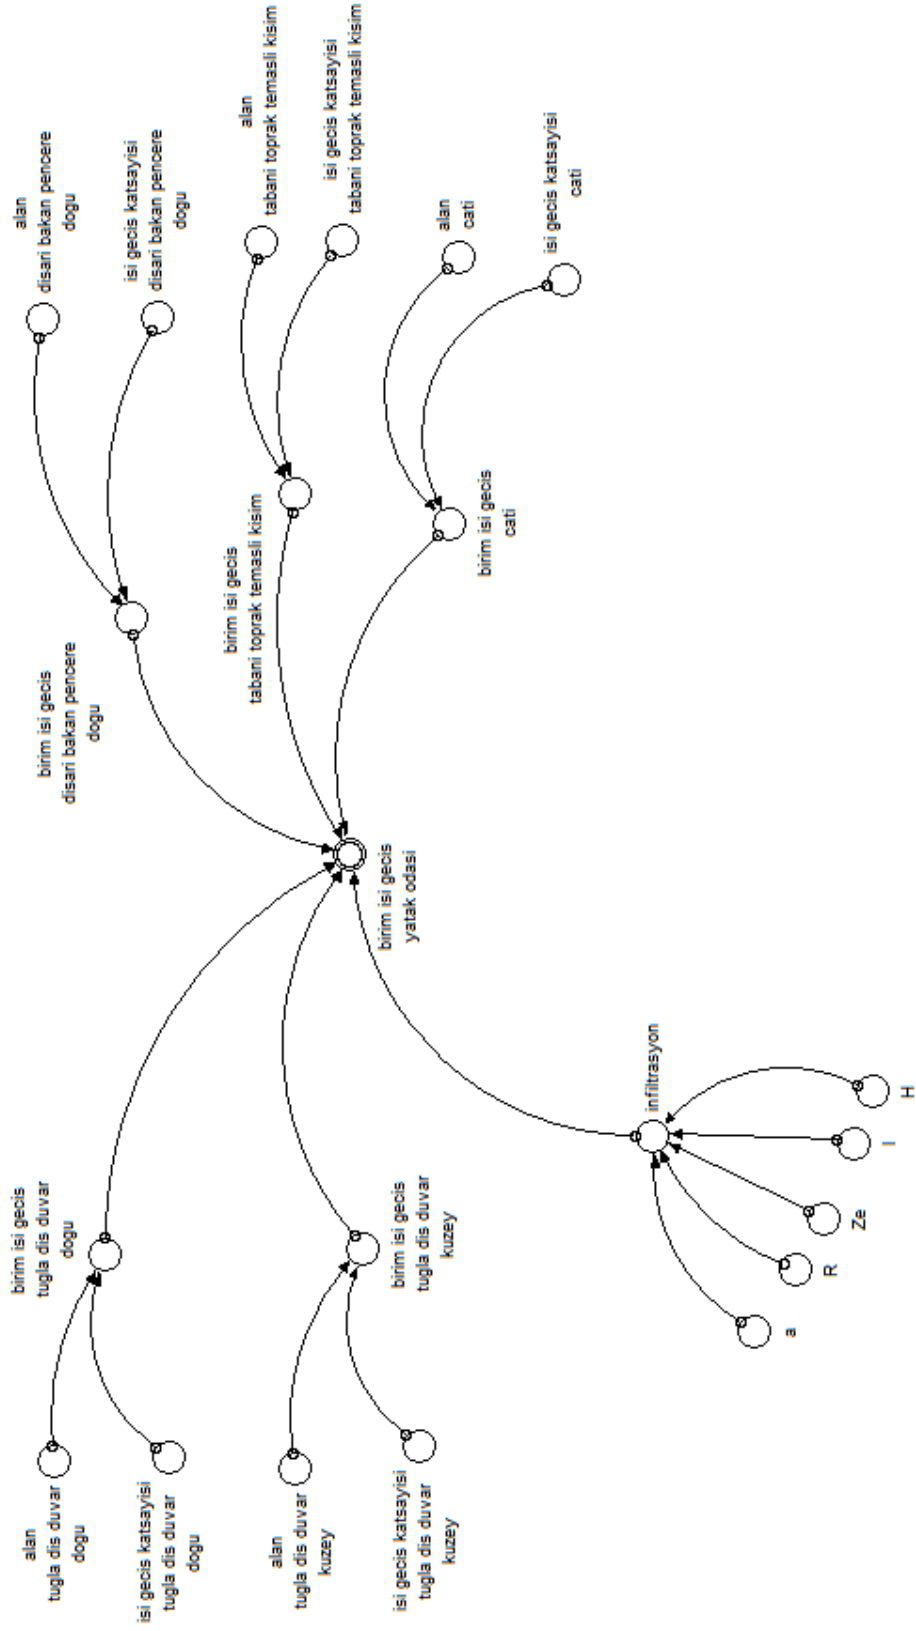 alan
tugla dis duvar
dogu
isi gecis katsayisi
tugla dis duvar
dogu
birim isi gecis
tugla dis duvar
dogu
alan
tugla dis duvar
kuzey
isi gecis katsayisi
tugla dis duvar
kuzey
birim isi gecis
tugla dis duvar
kuzey
birim isi gecis
disari bakan pencere
dogu
alan
disari bakan pencere
dogu
isi gecis katsayisi
disari bakan pencere
dogu
birim isi gecis
tabani toprak temasli kisim
alan
tabani toprak temasli kisim
isi gecis katsayisi
tabani toprak temasli kisim
birim isi gecis
cati
alan
cati
isi gecis katsayisi
cati
birim isi gecis
yatak odasi
infiltrasyon
a
R
Ze
l
H